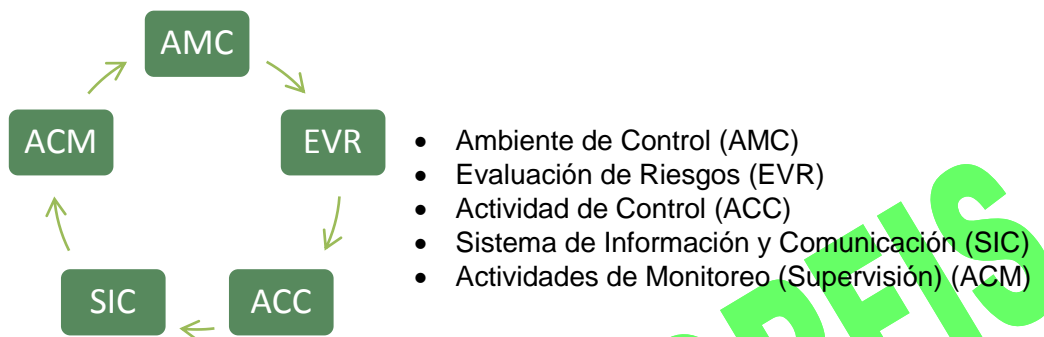 AMC
ACM
EVR
SIC
ACC
• Ambiente de Control (AMC)
• Evaluación de Riesgos (EVR)
• Actividad de Control (ACC)
• Sistema de Información y Comunicación (SIC)
• Actividades de Monitoreo (Supervisión) (ACM)